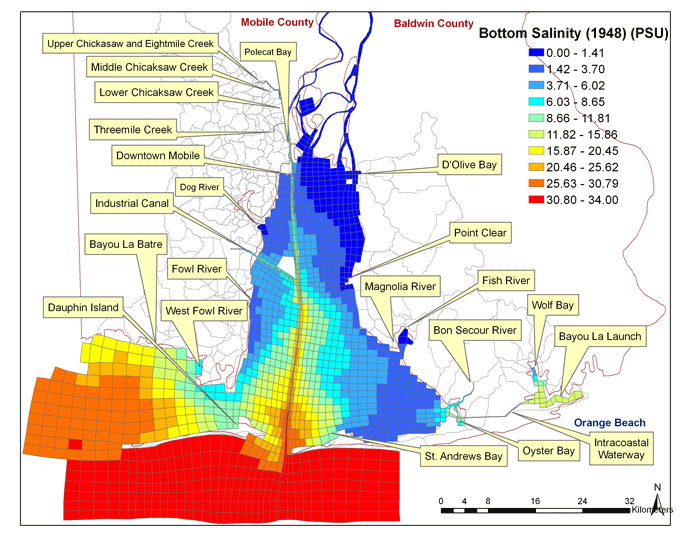 Mobile County
Baldwin County
Bottom Salinity (1948) (PSU)
0.00 - 1.41
1.42 - 3.70
3.71 - 6.02
6.03 - 8.65
8.66 - 11.81
11.82 - 15.86
15.87 - 20.45
20.46 - 25.62
25.63 - 30.79
30.80 - 34.00
Upper Chickasaw and Eightmile Creek
Polecat Bay
Middle Chicaksaw Creek
Lower Chicaksaw Creek
Threemile Creek
Downtown Mobile
D'Olive Bay
Dog River
Industrial Canal
Point Clear
Bayou La Batre
Fowl River
Magnolia River
Fish River
Dauphin Island
West Fowl River
Wolf Bay
Bon Secour River
Bayou La Launch
Orange Beach
Intracoastal
Waterway
Oyster Bay
St. Andrews Bay
N
0 4 8 16 24 32
Kilometers